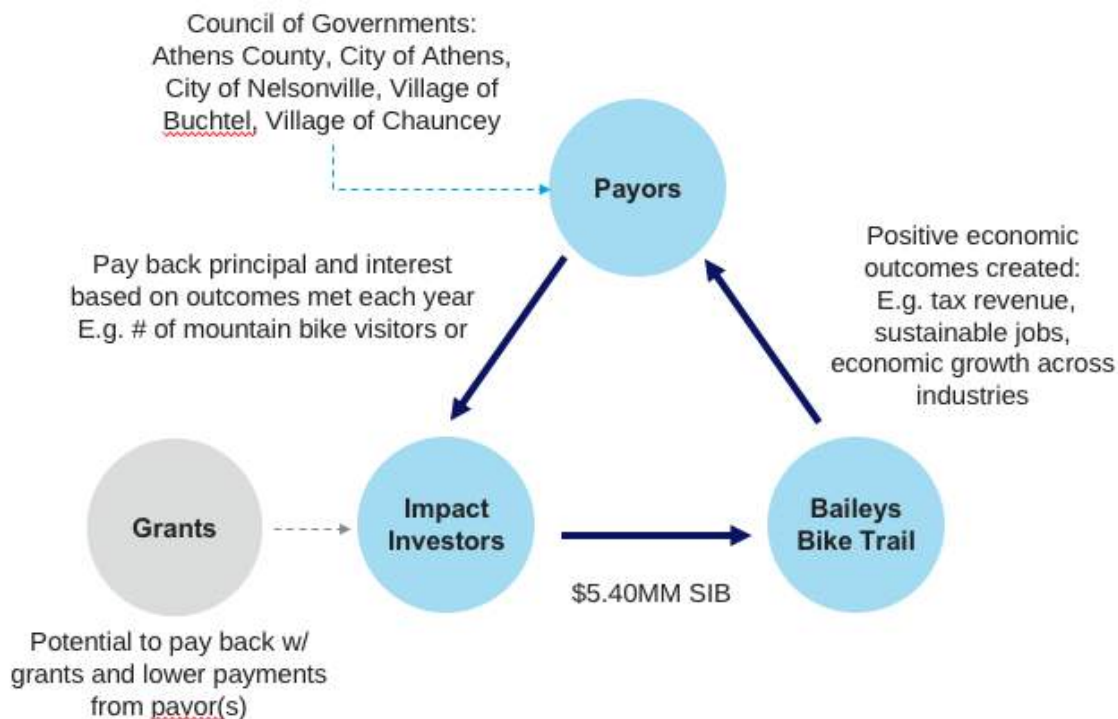 Council of Governments:
Athens County, City of Athens,
City of Nelsonville, Village of
Buchtel, Village of Chauncey
Payors
Pay back principal and interest
based on outcomes met each year
E.g. # of mountain bike visitors or
Positive economic
outcomes created:
E.g. tax revenue,
sustainable jobs,
economic growth across
industries
Grants
Impact
Investors
Baileys
Bike Trail
$5.40MM SIB
Potential to pay back w/
grants and lower payments
from payor(s)